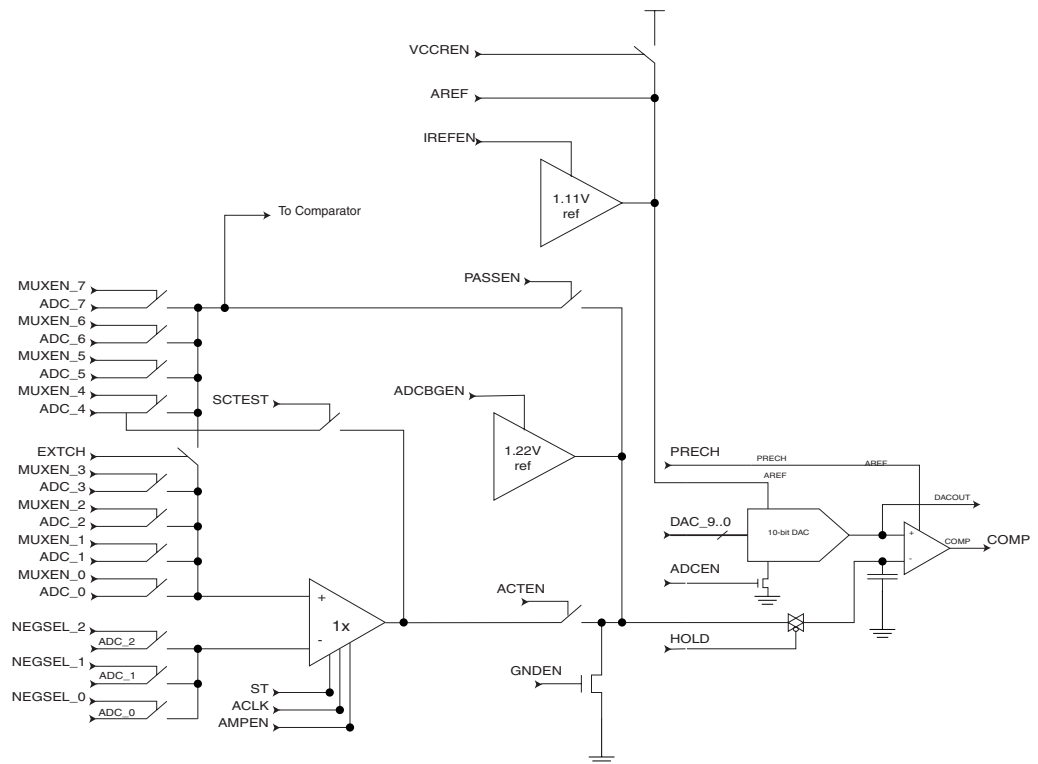 VCCREN
AREF
IREFEN
1.11V
ref
To Comparator
PASSEN
MUXEN_7
ADC_7
MUXEN_6
ADC_6
MUXEN_5
ADC_5
MUXEN_4
ADC_4
SCTEST
ADCBGEN
1.22V
ref
EXTCH
MUXEN_3
ADC_3
MUXEN_2
ADC_2
MUXEN_1
ADC_1
MUXEN_0
ADC_0
PRECH
PRECH
AREF
AREF
DACOUT
DAC_9..0
10-bit DAC
+
-
COMP
COMP
ADCEN
ACTEN
HOLD
GNDEN
+
1x
-
NEGSEL_2
ADC_2
NEGSEL_1
ADC_1
NEGSEL_0
ADC_0
ST
ACLK
AMPEN